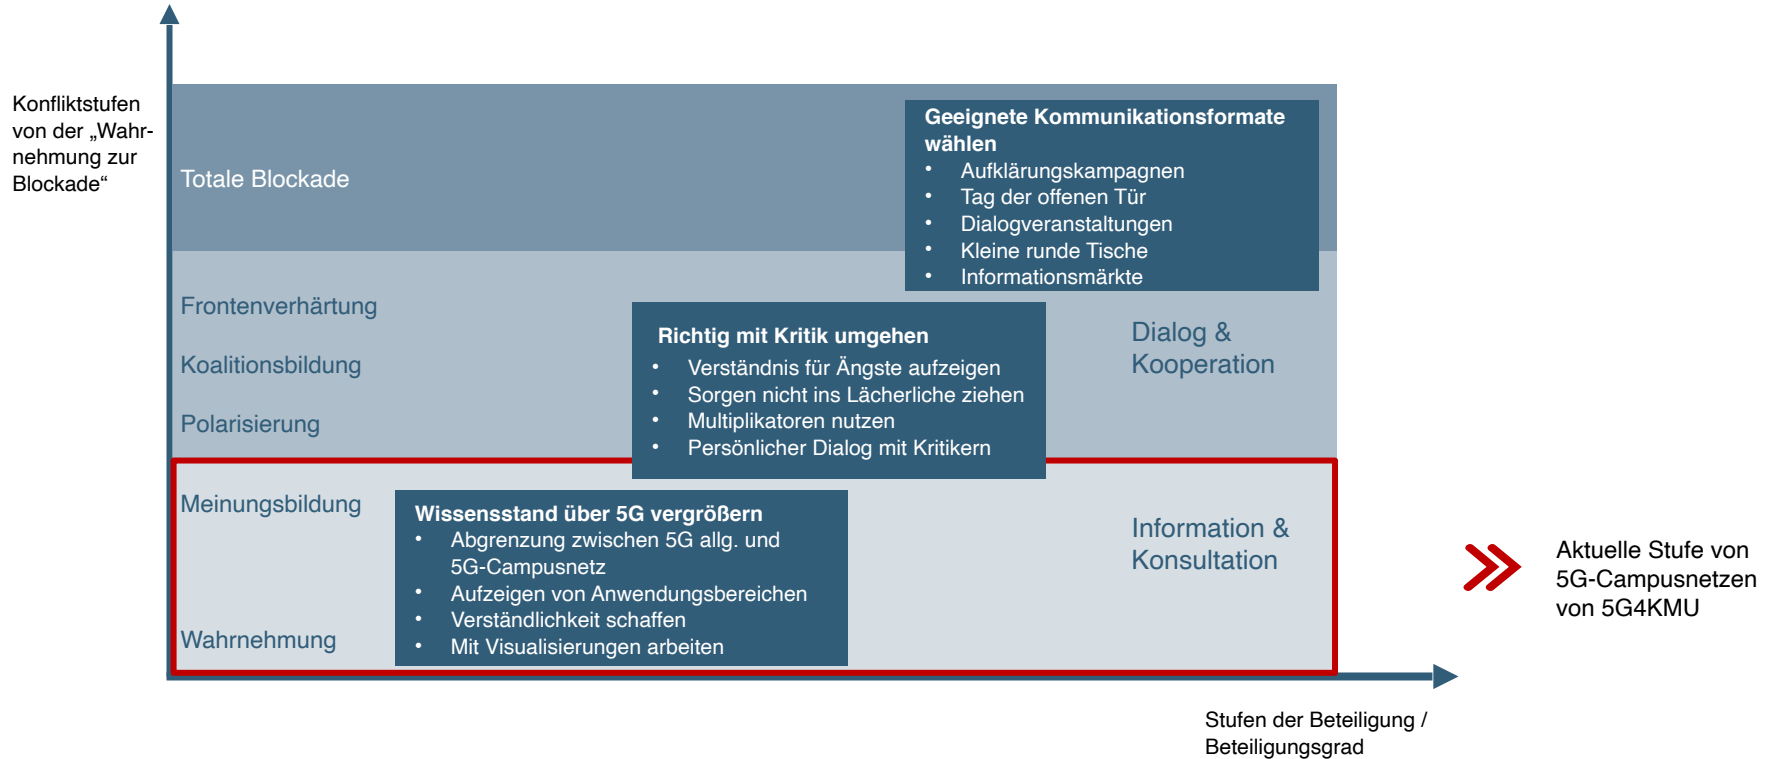 Konfliktstufen
von der „Wahr-
nehmung zur
Blockade“
Totale Blockade
Geeignete Kommunikationsformate
wählen
• Aufklärungskampagnen
• Tag der offenen Tür
• Dialogveranstaltungen
• Kleine runde Tische
• Informationsmärkte
Frontenverhärtung
Koalitionsbildung
Polarisierung
Richtig mit Kritik umgehen
• Verständnis für Ängste aufzeigen
• Sorgen nicht ins Lächerliche ziehen
• Multiplikatoren nutzen
• Persönlicher Dialog mit Kritikern
Dialog &
Kooperation
Meinungsbildung
Wahrnehmung
Wissensstand über 5G vergrößern
• Abgrenzung zwischen 5G allg. und
5G-Campusnetz
• Aufzeigen von Anwendungsbereichen
• Verständlichkeit schaffen
• Mit Visualisierungen arbeiten
Information &
Konsultation
Aktuelle Stufe von
5G-Campusnetzen
von 5G4KMU
Stufen der Beteiligung /
Beteiligungsgrad